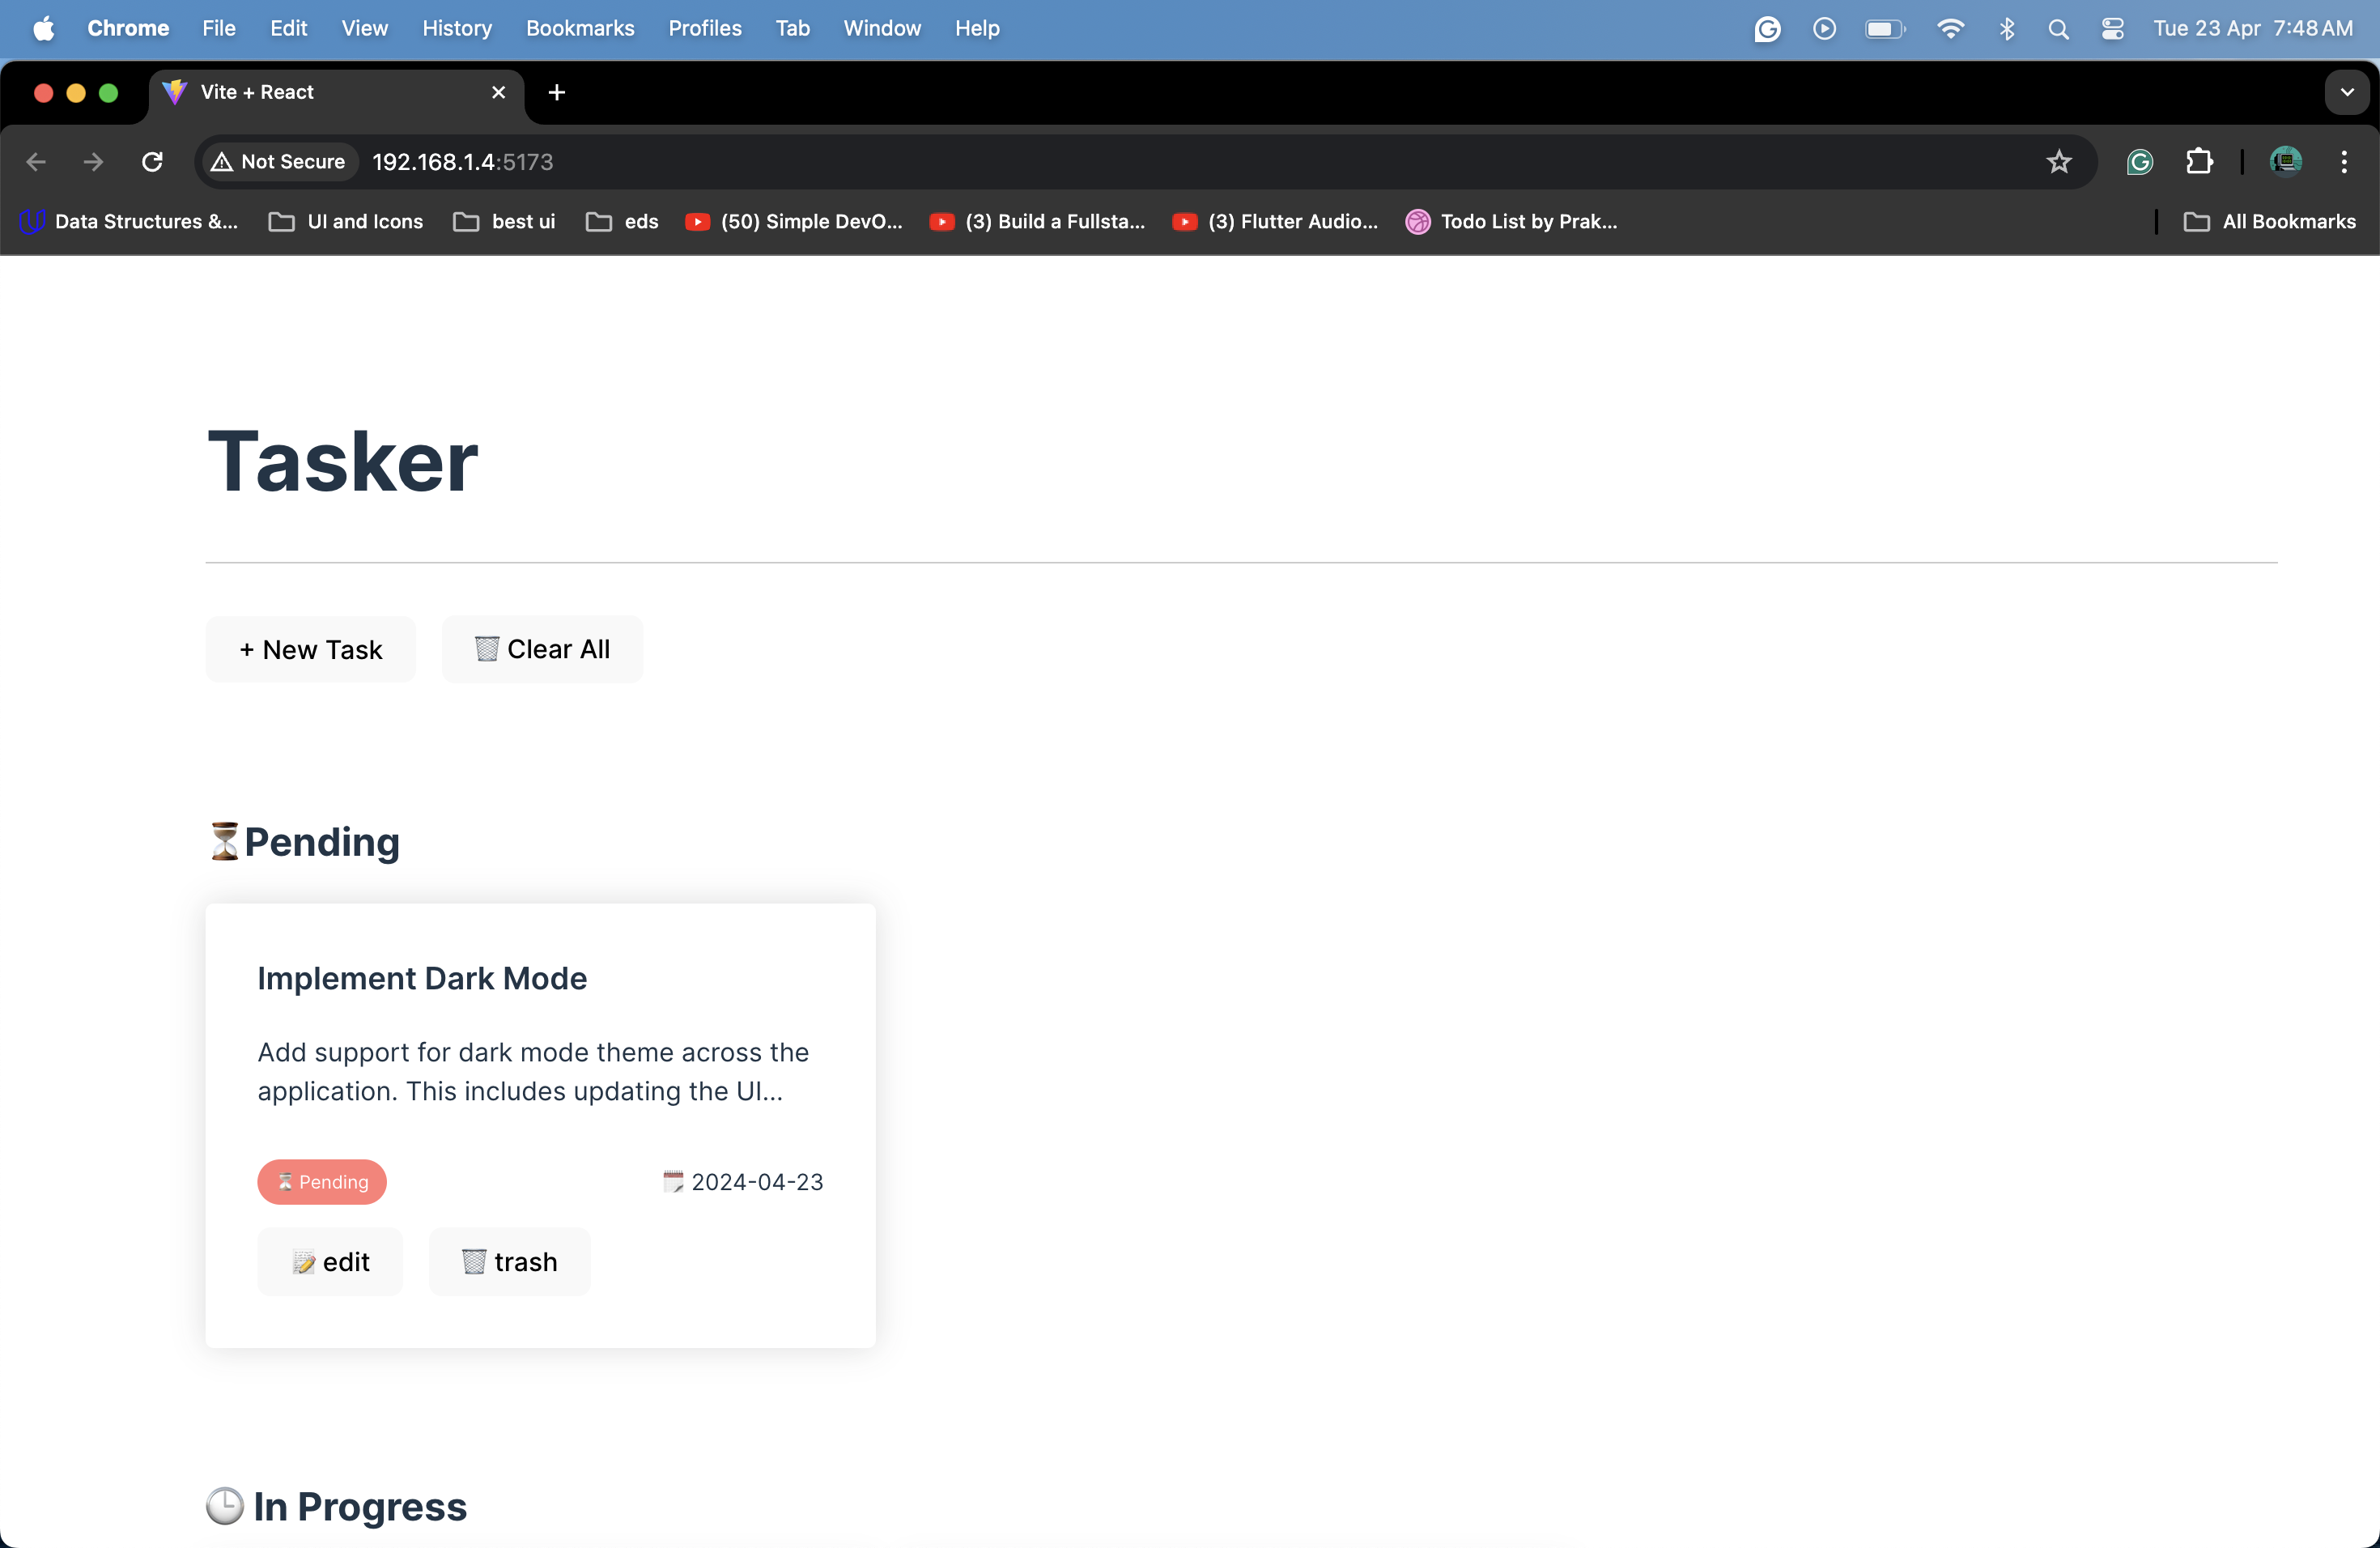 Chrome File Edit View History Bookmarks Profiles Tab Window Help Tue 23 Apr 7:48 AM
Vite + React
Not Secure 192.168.1.4:5173
Data Structures &... UI and Icons best ui eds (50) Simple DevO... (3) Build a Fullsta... (3) Flutter Audio... Todo List by Prak... All Bookmarks
Tasker
+ New Task Clear All
Pending
Implement Dark Mode
Add support for dark mode theme across the
application. This includes updating the UI...
Pending 2024-04-23
edit trash
In Progress